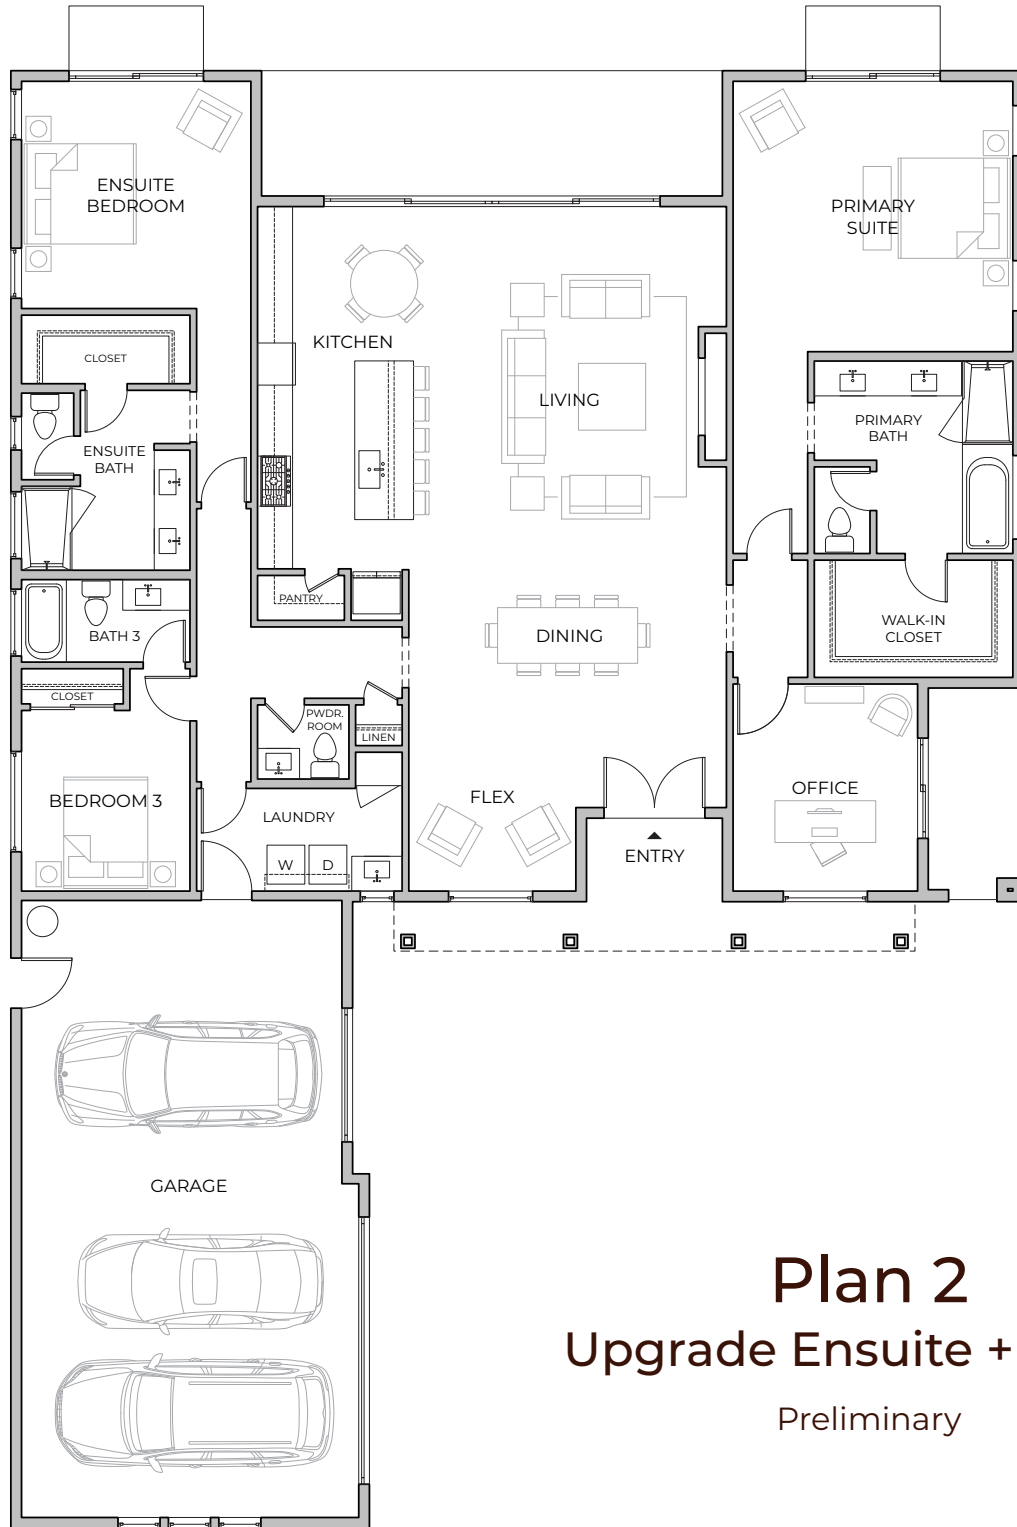 ENSUITE
BEDROOM
PRIMARY
SUITE
KITCHEN
CLOSET
LIVING
PRIMARY
BATH
ENSUITE
BATH
PANTRY
BATH 3
DINING
WALK-IN
CLOSET
CLOSET
PWDR.
ROOM
LINEN
BEDROOM 3
FLEX
OFFICE
LAUNDRY
ENTRY
W
D
GARAGE
Plan 2
Upgrade Ensuite +
Preliminary